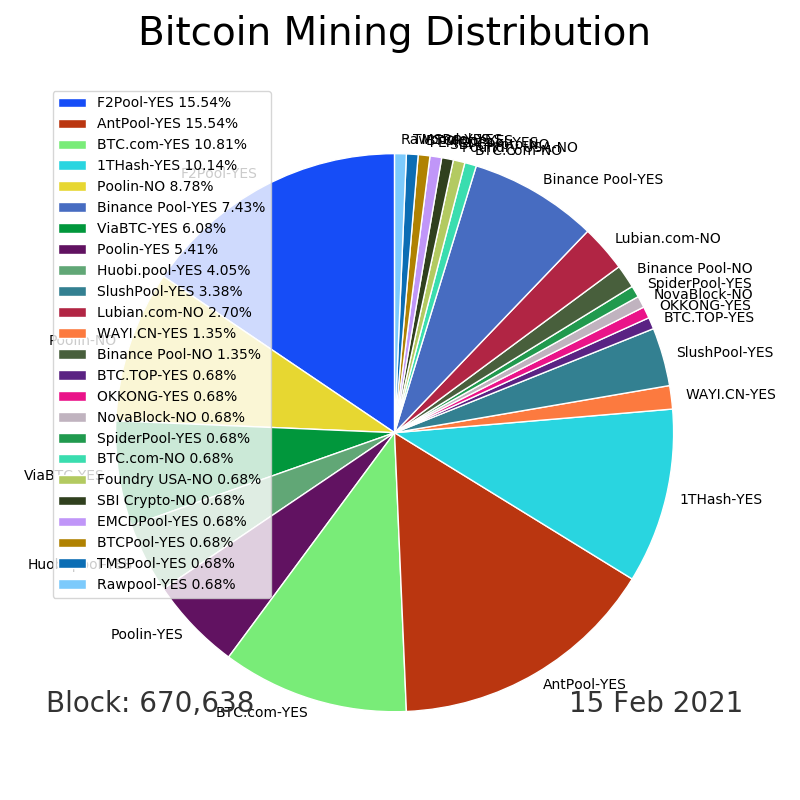 Bitcoin Mining Distribution
F2Pool-YES 15.54%
AntPool-YES 15.54%
BTC.com-YES 10.81%
1THash-YES 10.14%
Poolin-NO 8.78%
Binance Pool-YES 7.43%
ViaBTC-YES 6.08%
Poolin-YES 5.41%
Huobi.pool-YES 4.05%
SlushPool-YES 3.38%
Lubian.com-NO 2.70%
WAYI.CN-YES 1.35%
Binance Pool-NO 1.35%
BTC.TOP-YES 0.68%
OKKONG-YES 0.68%
NovaBlock-NO 0.68%
SpiderPool-YES 0.68%
BTC.com-NO 0.68%
Foundry USA-NO 0.68%
SBI Crypto-NO 0.68%
EMCDPool-YES 0.68%
BTCPool-YES 0.68%
TMSPool-YES 0.68%
Rawpool-YES 0.68%
F2Pool-YES
Poolin-NO
ViaBTC-YES
Poolin-YES
BTC.com-YES
AntPool-YES
1THash-YES
WAYI.CN-YES
SlushPool-YES
BTC.TOP-YES
OKKONG-YES
NovaBlock-NO
SpiderPool-YES
Binance Pool-NO
Lubian.com-NO
Binance Pool-YES
BTC.com-NO
Block: 670,638
15 Feb 2021